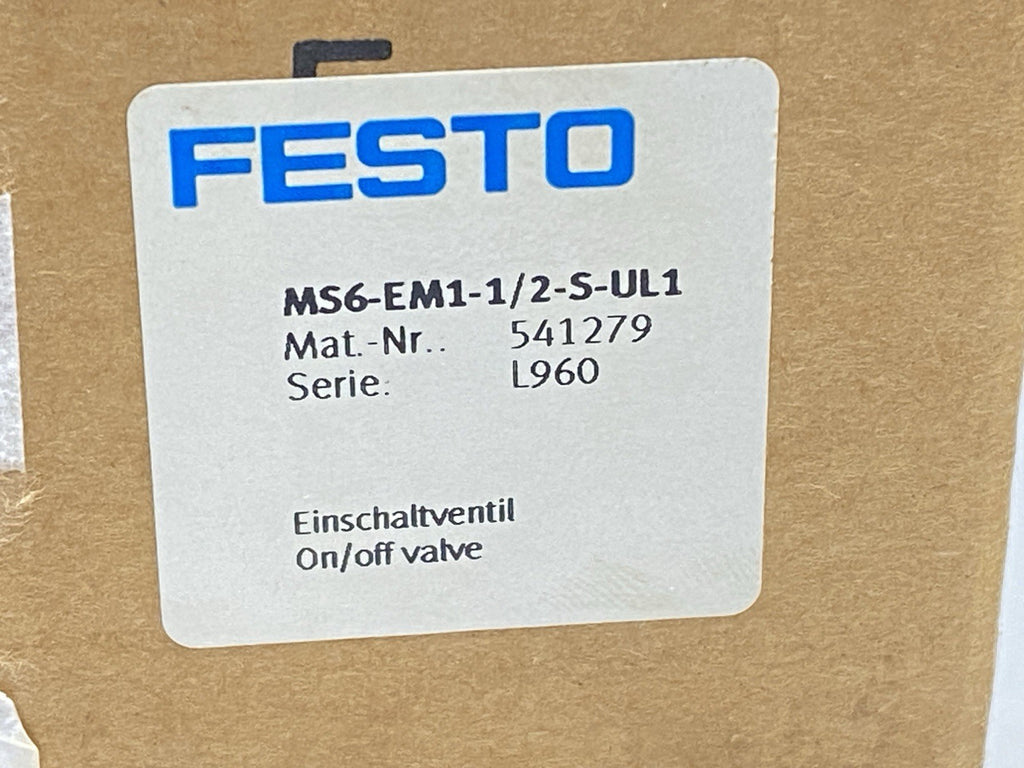 FESTO
MS6-EM1-1/2-S-UL1
Mat.-Nr.: 541279
Serie: L960
Einschaltventil
On/off valve